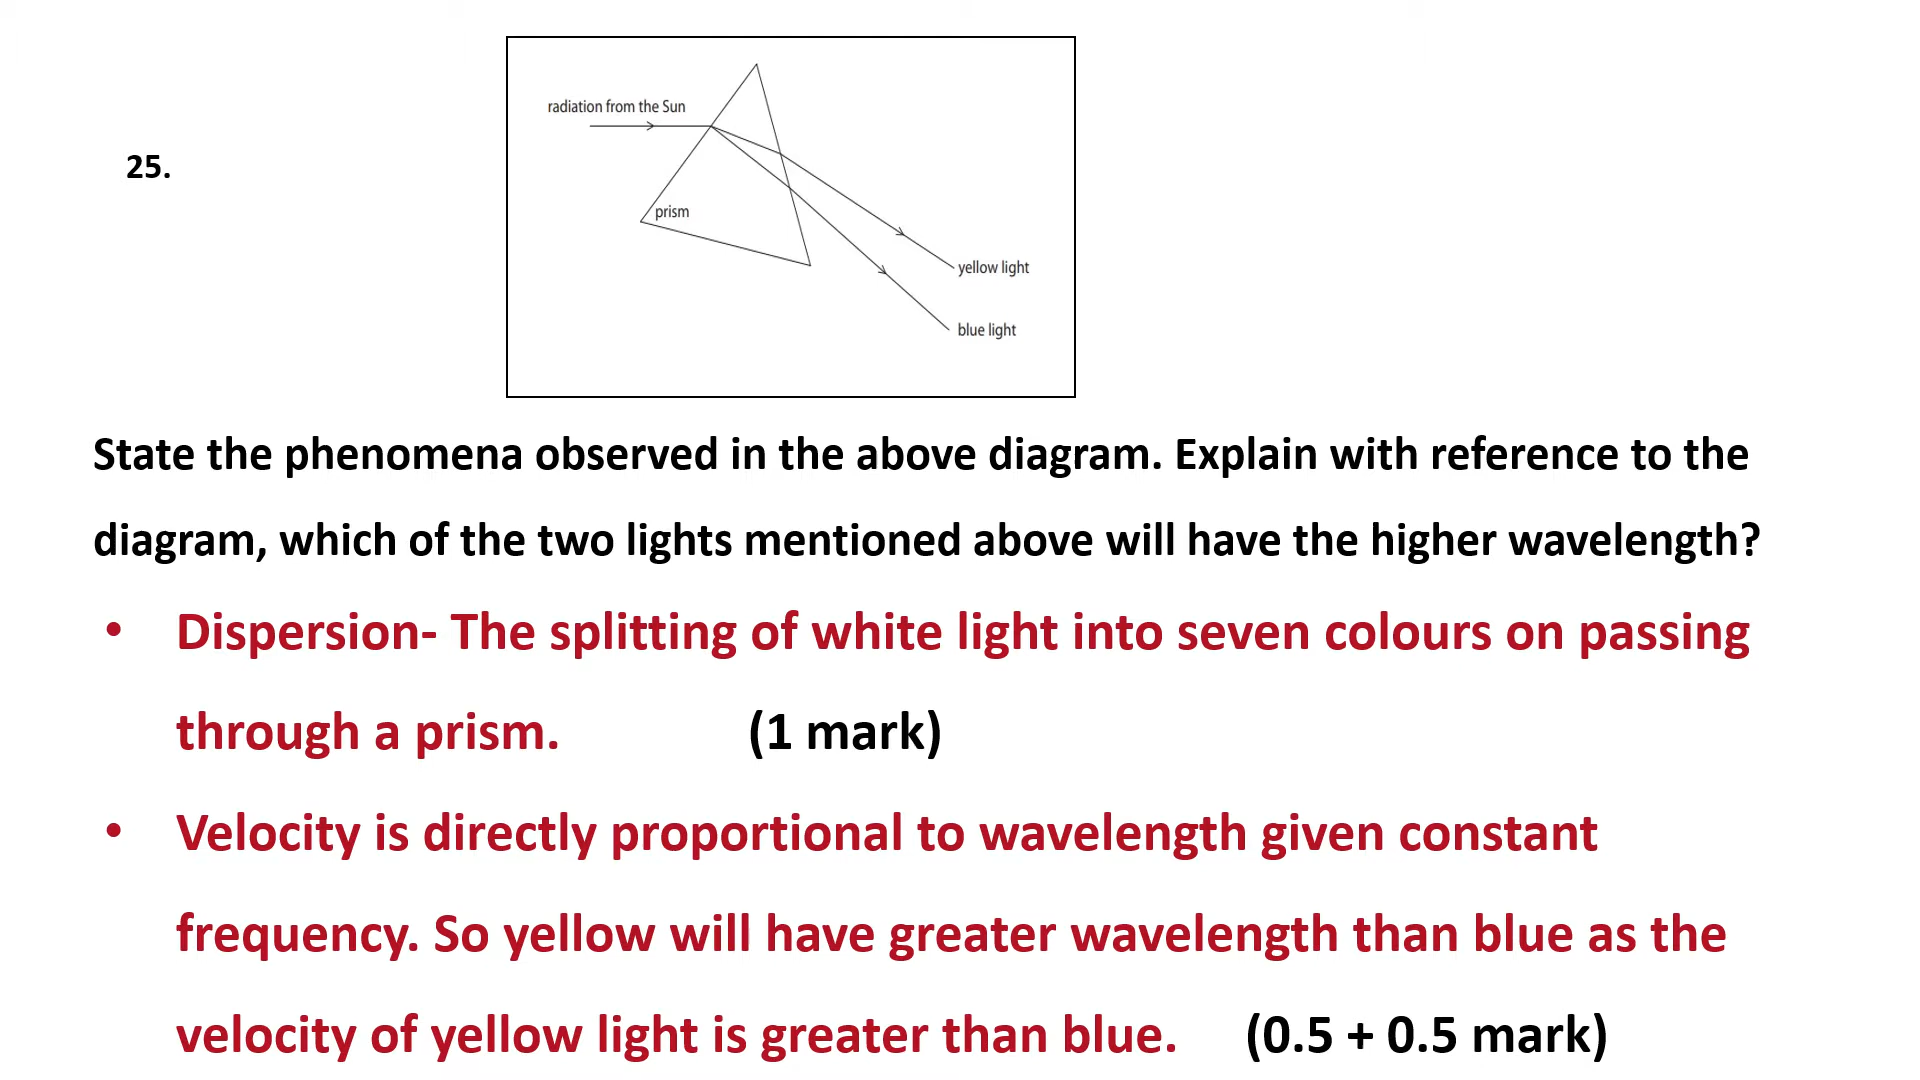 radiation from the Sun
25.
prism
yellow light
blue light
State the phenomena observed in the above diagram. Explain with reference to the
diagram, which of the two lights mentioned above will have the higher wavelength?
• Dispersion- The splitting of white light into seven colours on passing
through a prism. (1 mark)
• Velocity is directly proportional to wavelength given constant
frequency. So yellow will have greater wavelength than blue as the
velocity of yellow light is greater than blue. (0.5 + 0.5 mark)